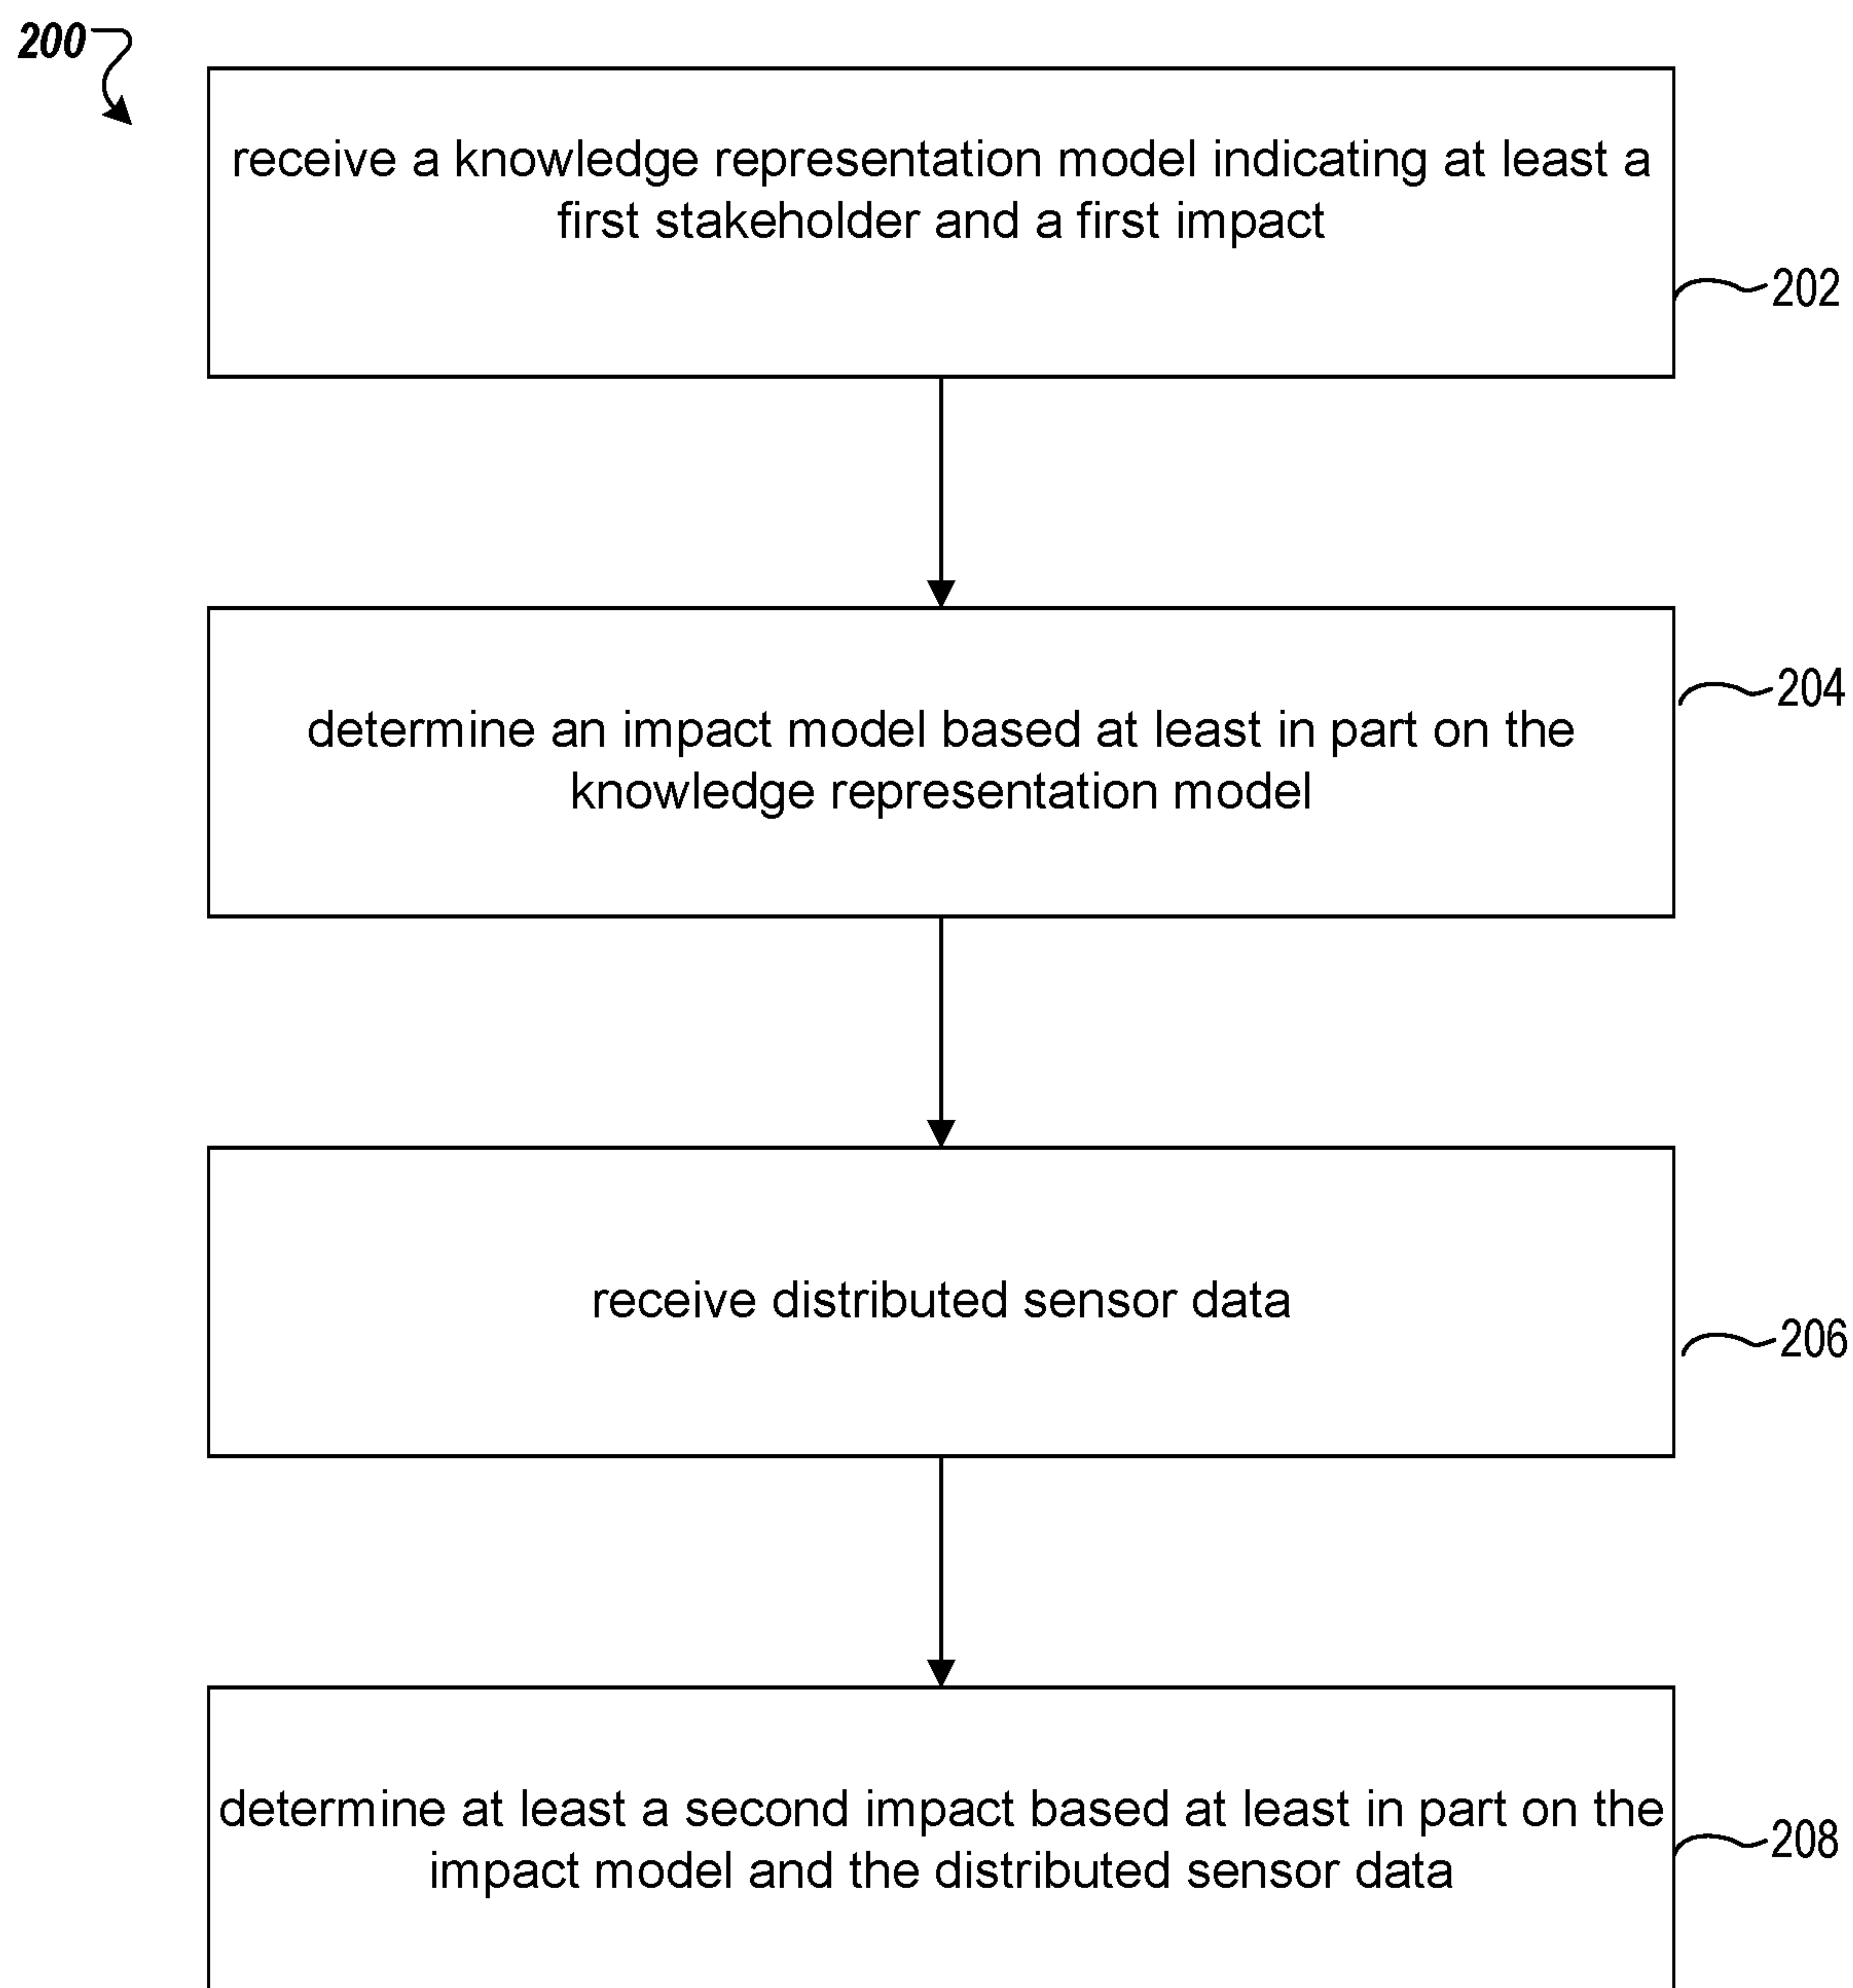 200
receive a knowledge representation model indicating at least a
first stakeholder and a first impact
202
204
determine an impact model based at least in part on the
knowledge representation model
receive distributed sensor data
206
determine at least a second impact based at least in part on the
impact model and the distributed sensor data
208